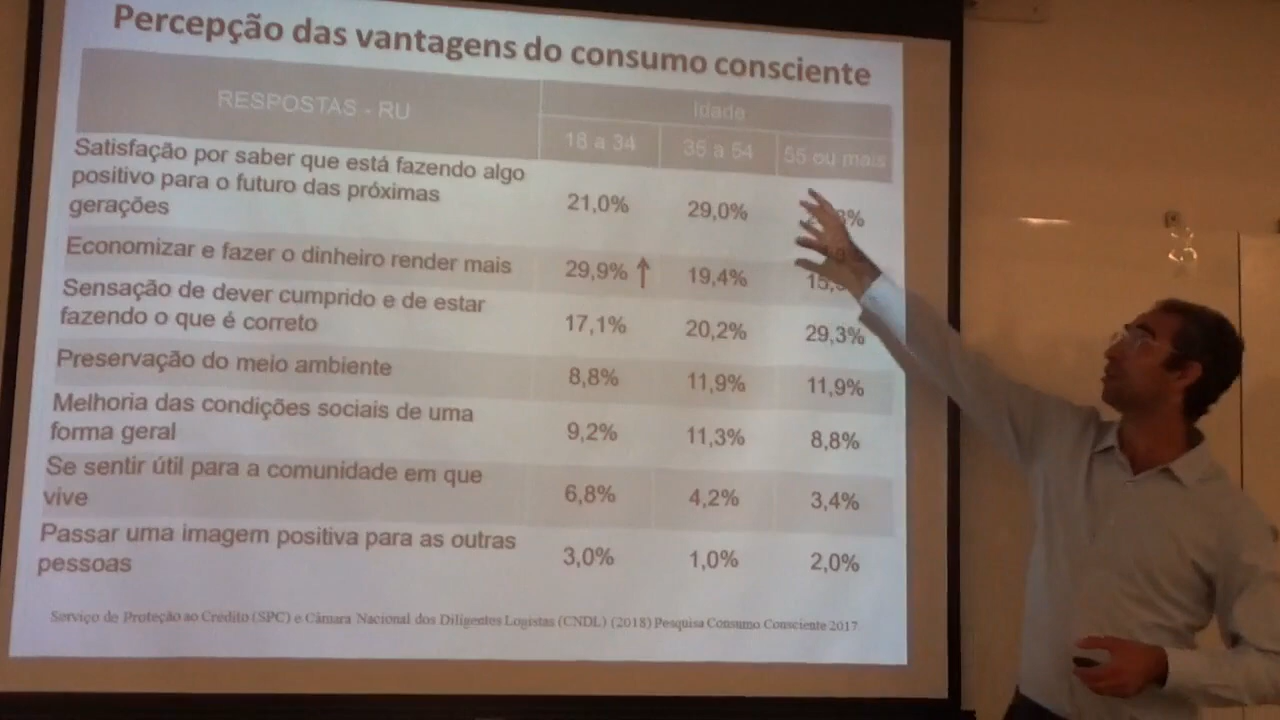 Percepção das vantagens do consumo consciente
RESPOSTAS - RU
Idade
18 a 34
35 a 54
55 ou mais
Satisfação por saber que está fazendo algo
positivo para o futuro das próximas
gerações
21,0%
29,0%
Economizar e fazer o dinheiro render mais
29,9% ↑
19,4%
Sensação de dever cumprido e de estar
fazendo o que é correto
17,1%
20,2%
29,3%
Preservação do meio ambiente
8,8%
11,9%
11,9%
Melhoria das condições sociais de uma
forma geral
9,2%
11,3%
8,8%
Se sentir útil para a comunidade em que
vive
6,8%
4,2%
3,4%
Passar uma imagem positiva para as outras
pessoas
3,0%
1,0%
2,0%
Serviço de Proteção ao Credito (SPC) e Câmara Nacional dos Diligentes Logistas (CNDL) (2018) Pesquisa Consumo Consciente 2017